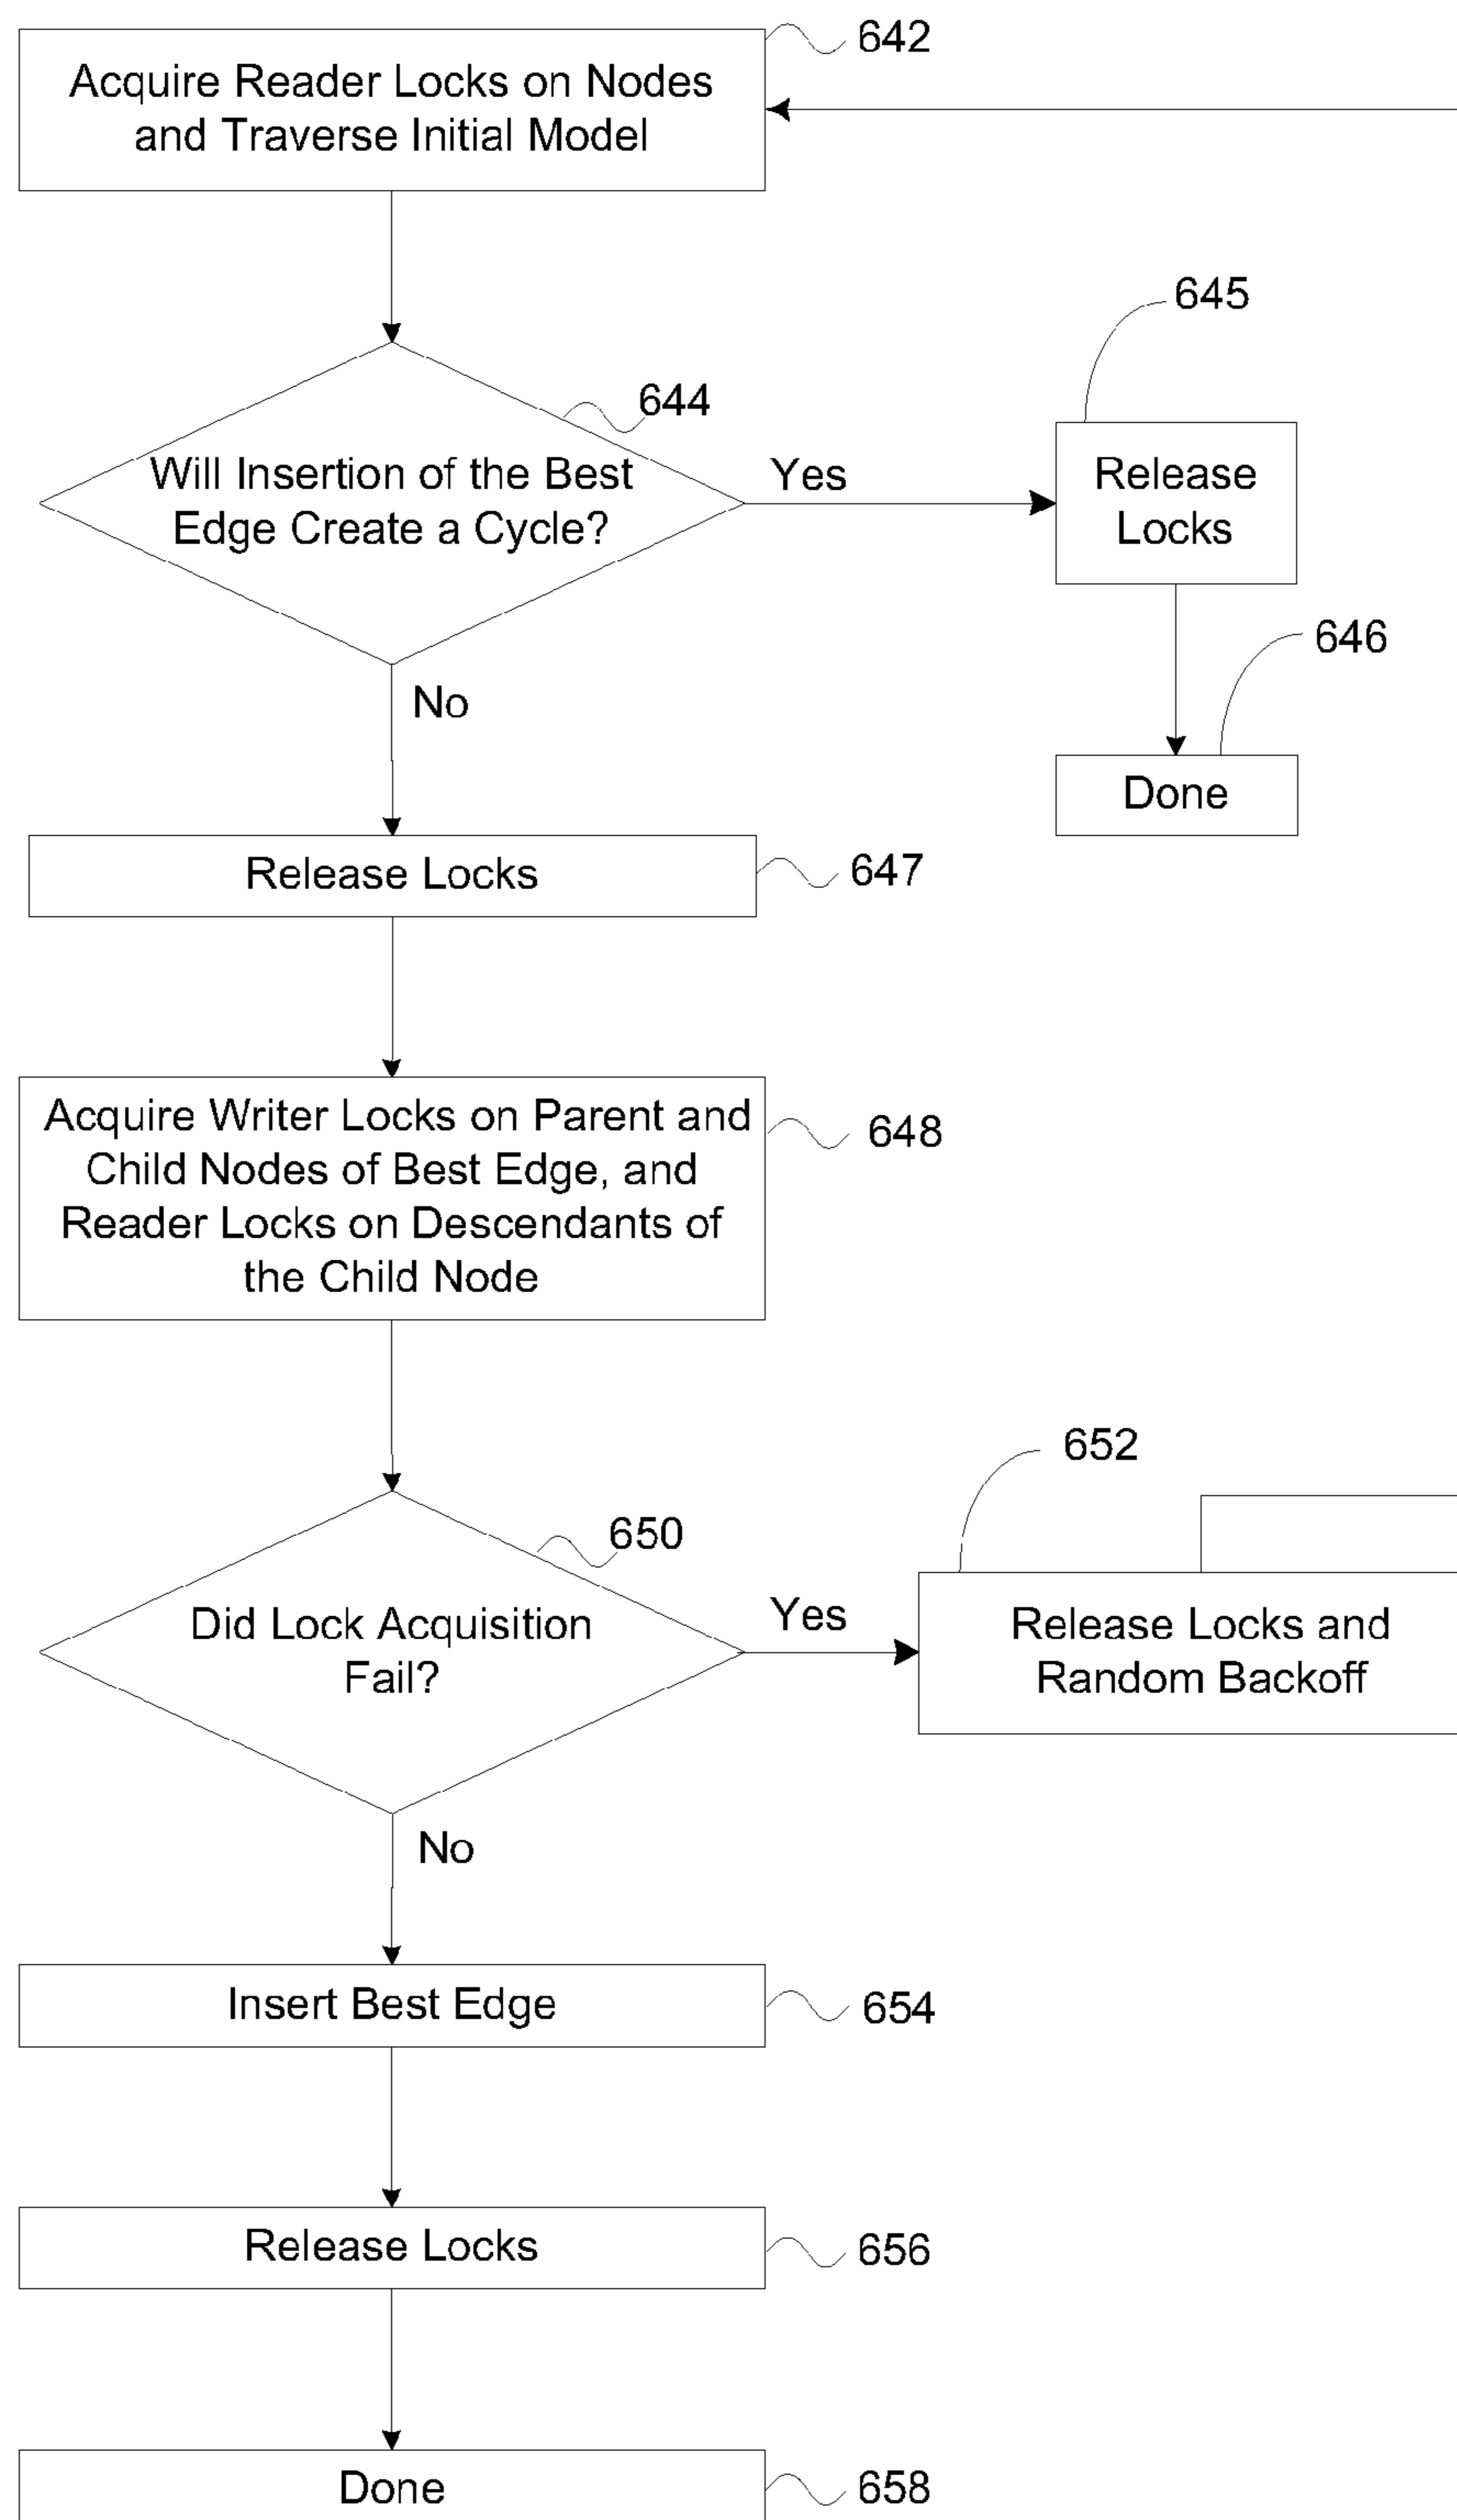 642
Acquire Reader Locks on Nodes
and Traverse Initial Model
645
644
Will Insertion of the Best
Edge Create a Cycle?
Yes
Release
Locks
646
No
Done
Release Locks
647
Acquire Writer Locks on Parent and
Child Nodes of Best Edge, and
Reader Locks on Descendants of
the Child Node
648
652
650
Did Lock Acquisition
Fail?
Yes
Release Locks and
Random Backoff
No
Insert Best Edge
654
Release Locks
656
Done
658